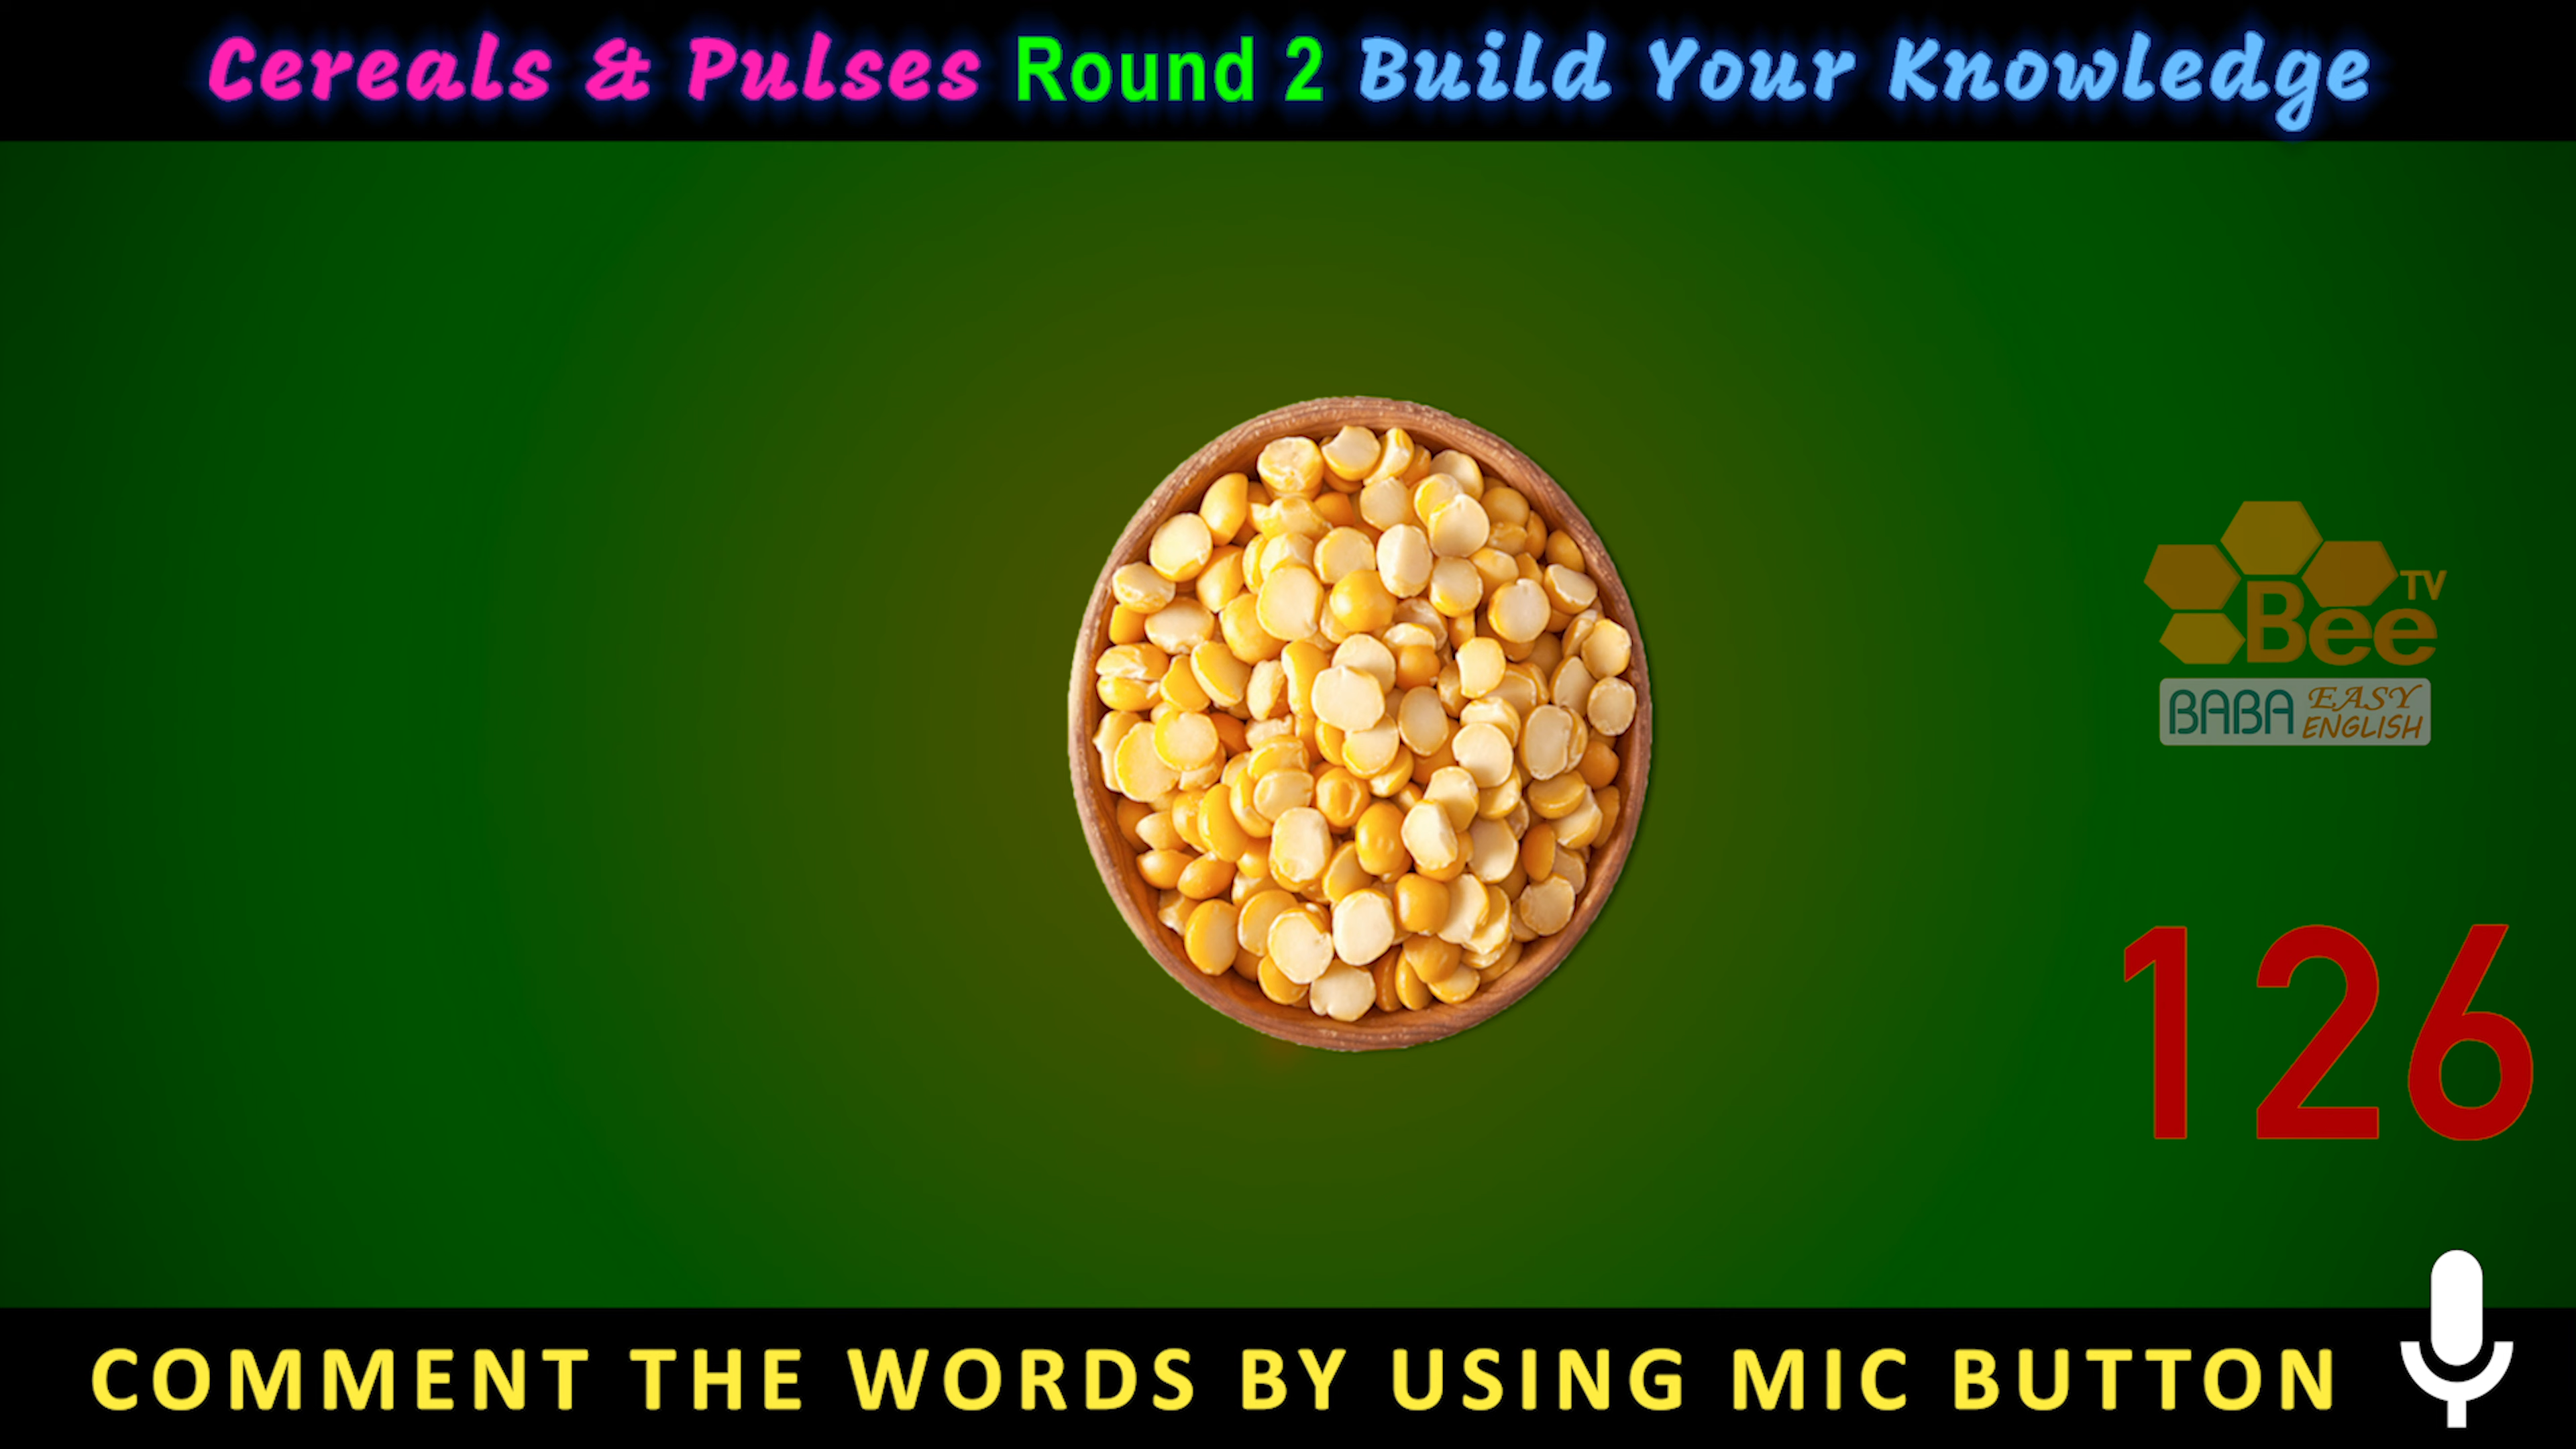 Cereals & Pulses Round 2 Build Your Knowledge
Bee TV
BABA EASY ENGLISH
126
COMMENT THE WORDS BY USING MIC BUTTON